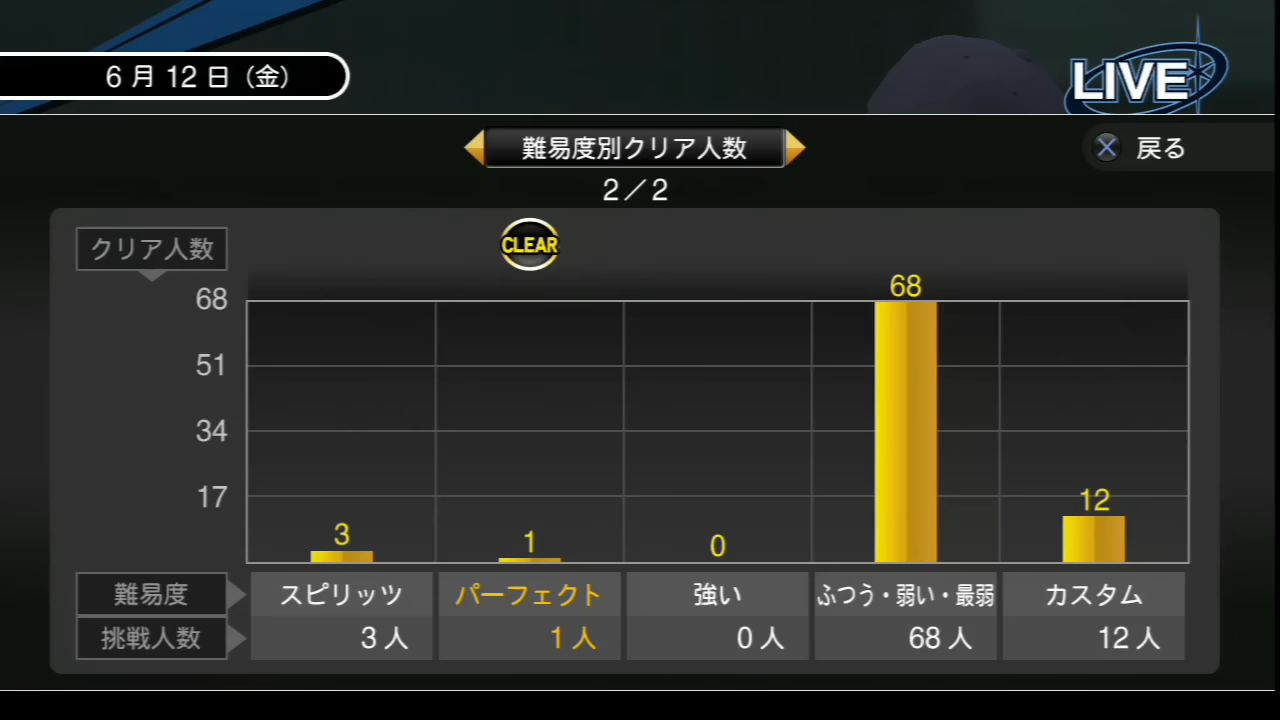 6月12日（金）
LIVE
難易度別クリア人数
戻る
2／2
クリア人数
CLEAR
68
68
51
34
17
3
1
0
12
難易度
スピリッツ
パーフェクト
強い
ふつう・弱い・最弱
カスタム
挑戦人数
3人
1人
0人
68人
12人